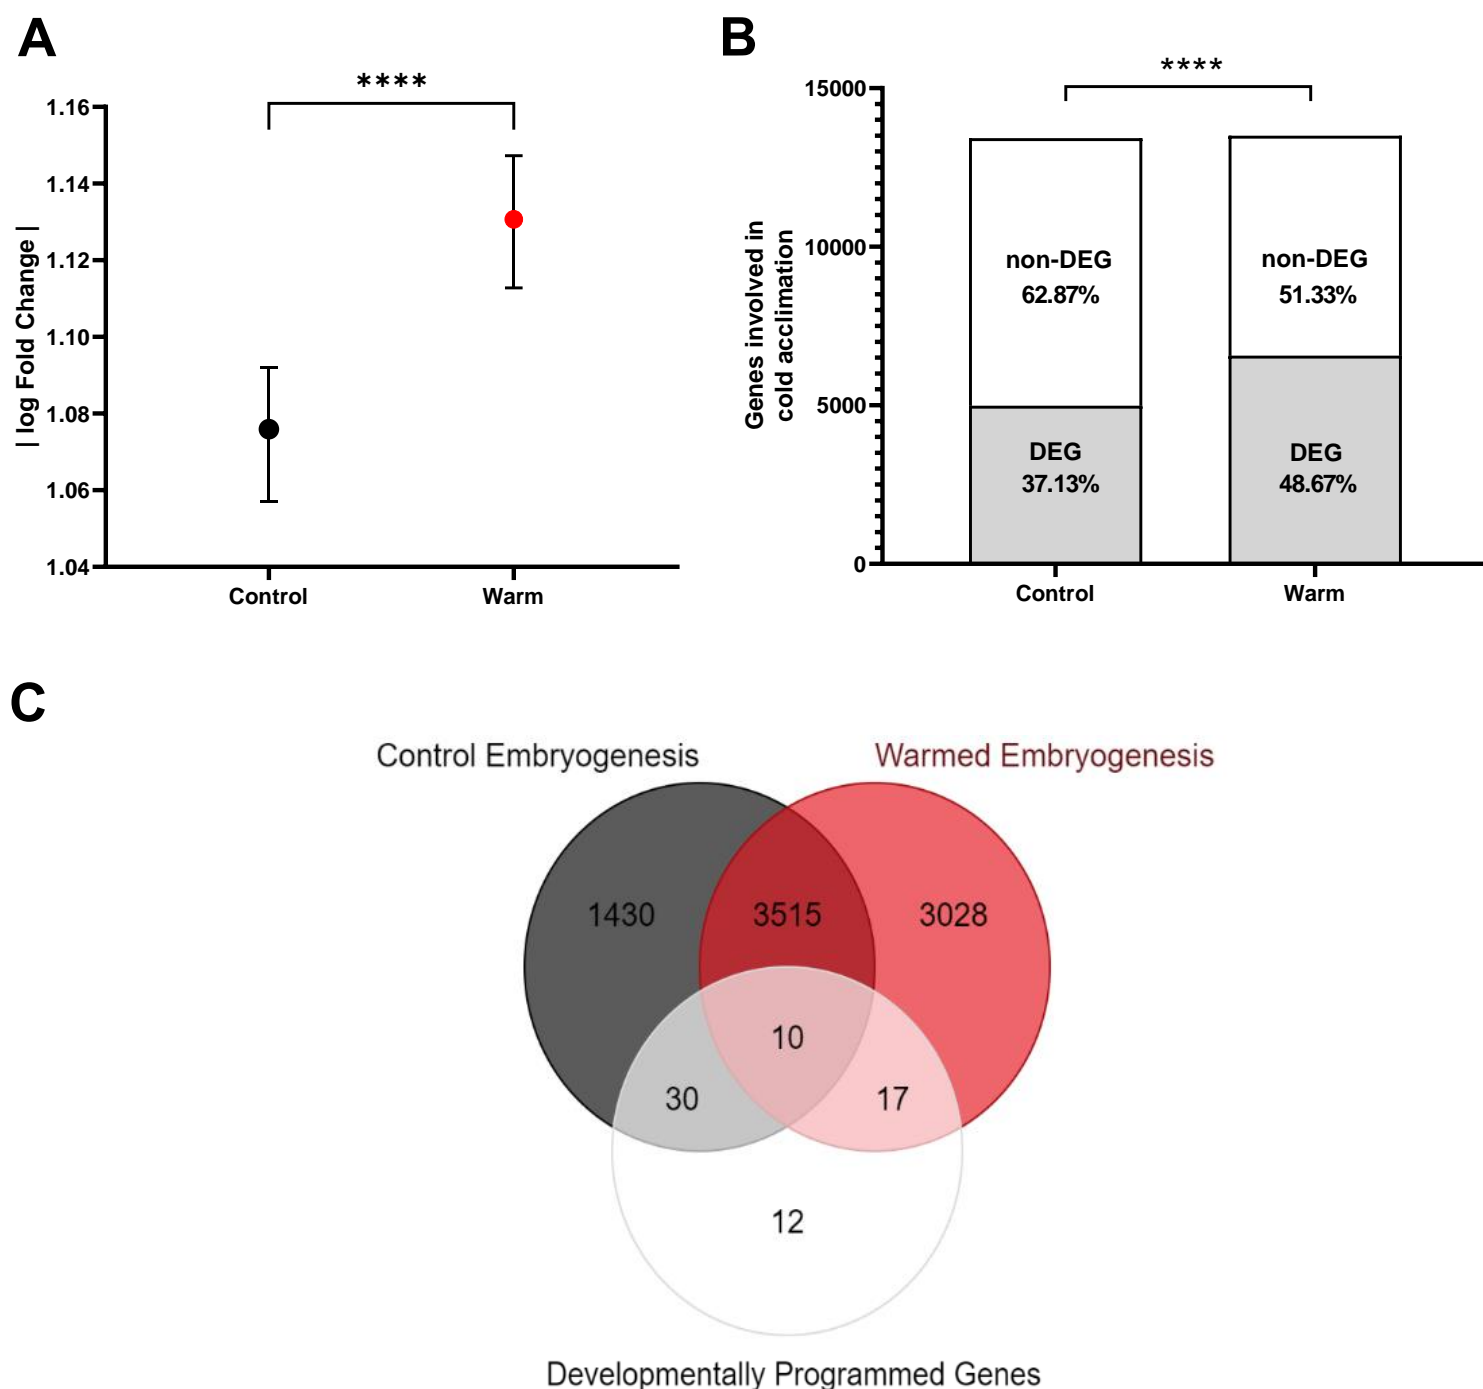 A
****
1.16
1.14
1.12
1.10
1.08
1.06
1.04
| log Fold Change |
Control
Warm
B
****
15000
10000
5000
0
Genes involved in
cold acclimation
non-DEG
62.87%
DEG
37.13%
non-DEG
51.33%
DEG
48.67%
Control
Warm
C
Control Embryogenesis
Warmed Embryogenesis
1430
3515
3028
10
30
17
12
Developmentally Programmed Genes